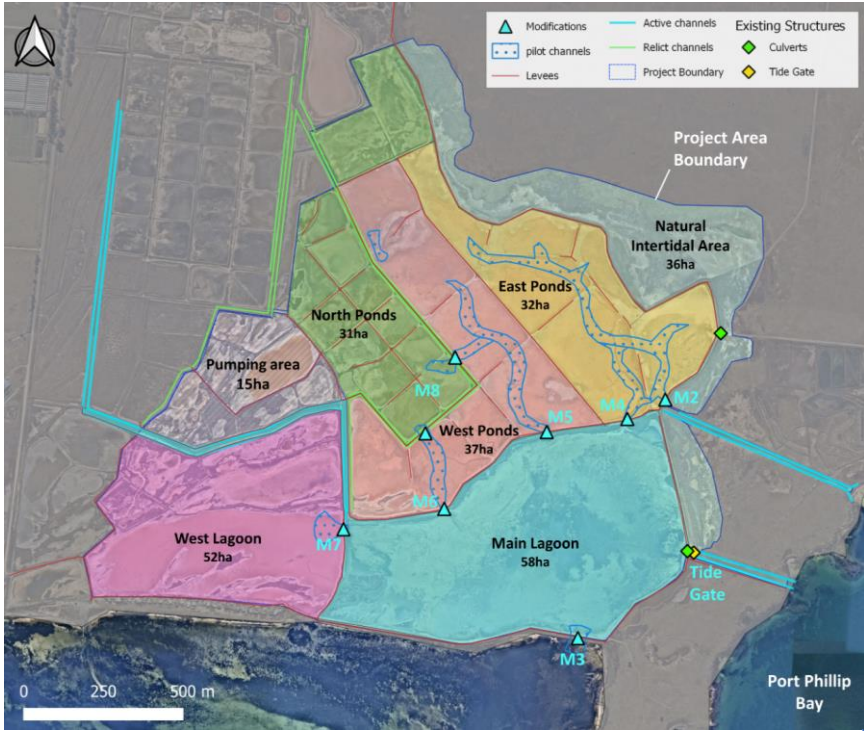 Modifications
pilot channels
Levees
Active channels
Relict channels
Project Boundary
Existing Structures
Culverts
Tide Gate
Project Area
Boundary
Natural
Intertidal Area
36ha
East Ponds
32ha
North Ponds
31ha
Pumping area
15ha
M8
M2
M4
M5
West Ponds
37ha
M6
West Lagoon
52ha
M7
Main Lagoon
58ha
Tide
Gate
M3
Port Phillip
Bay
0 250 500 m